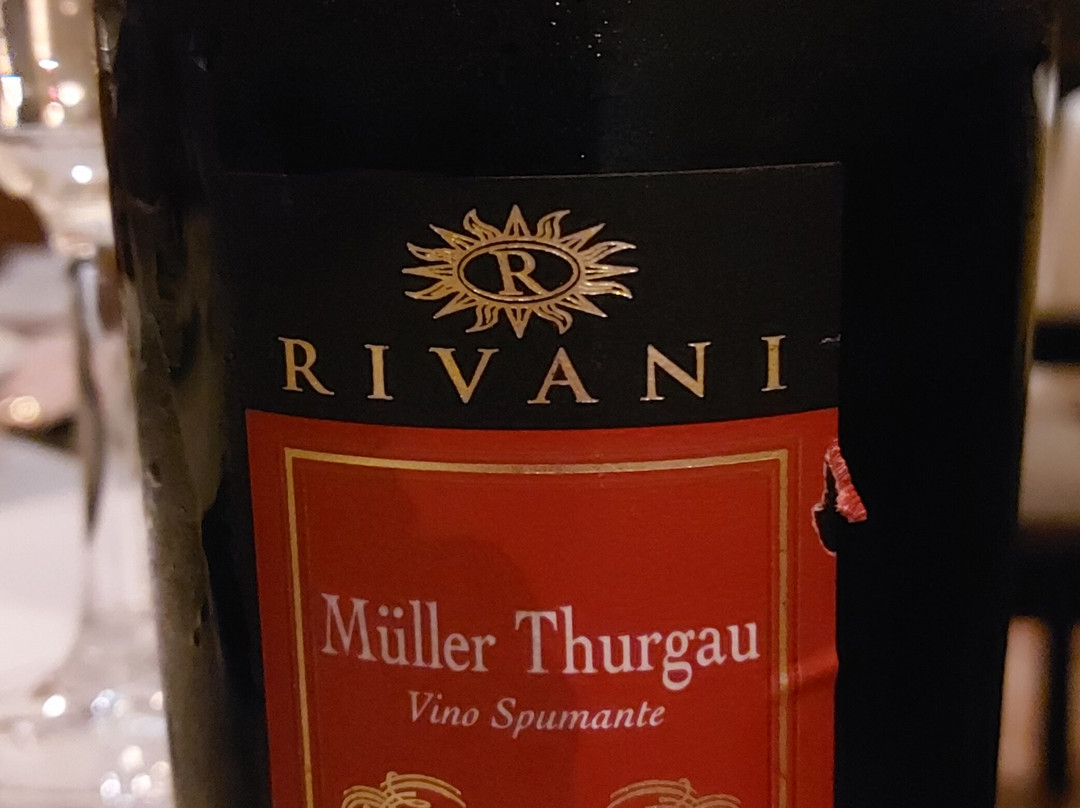 R
RIVANI
Müller Thurgau
Vino Spumante